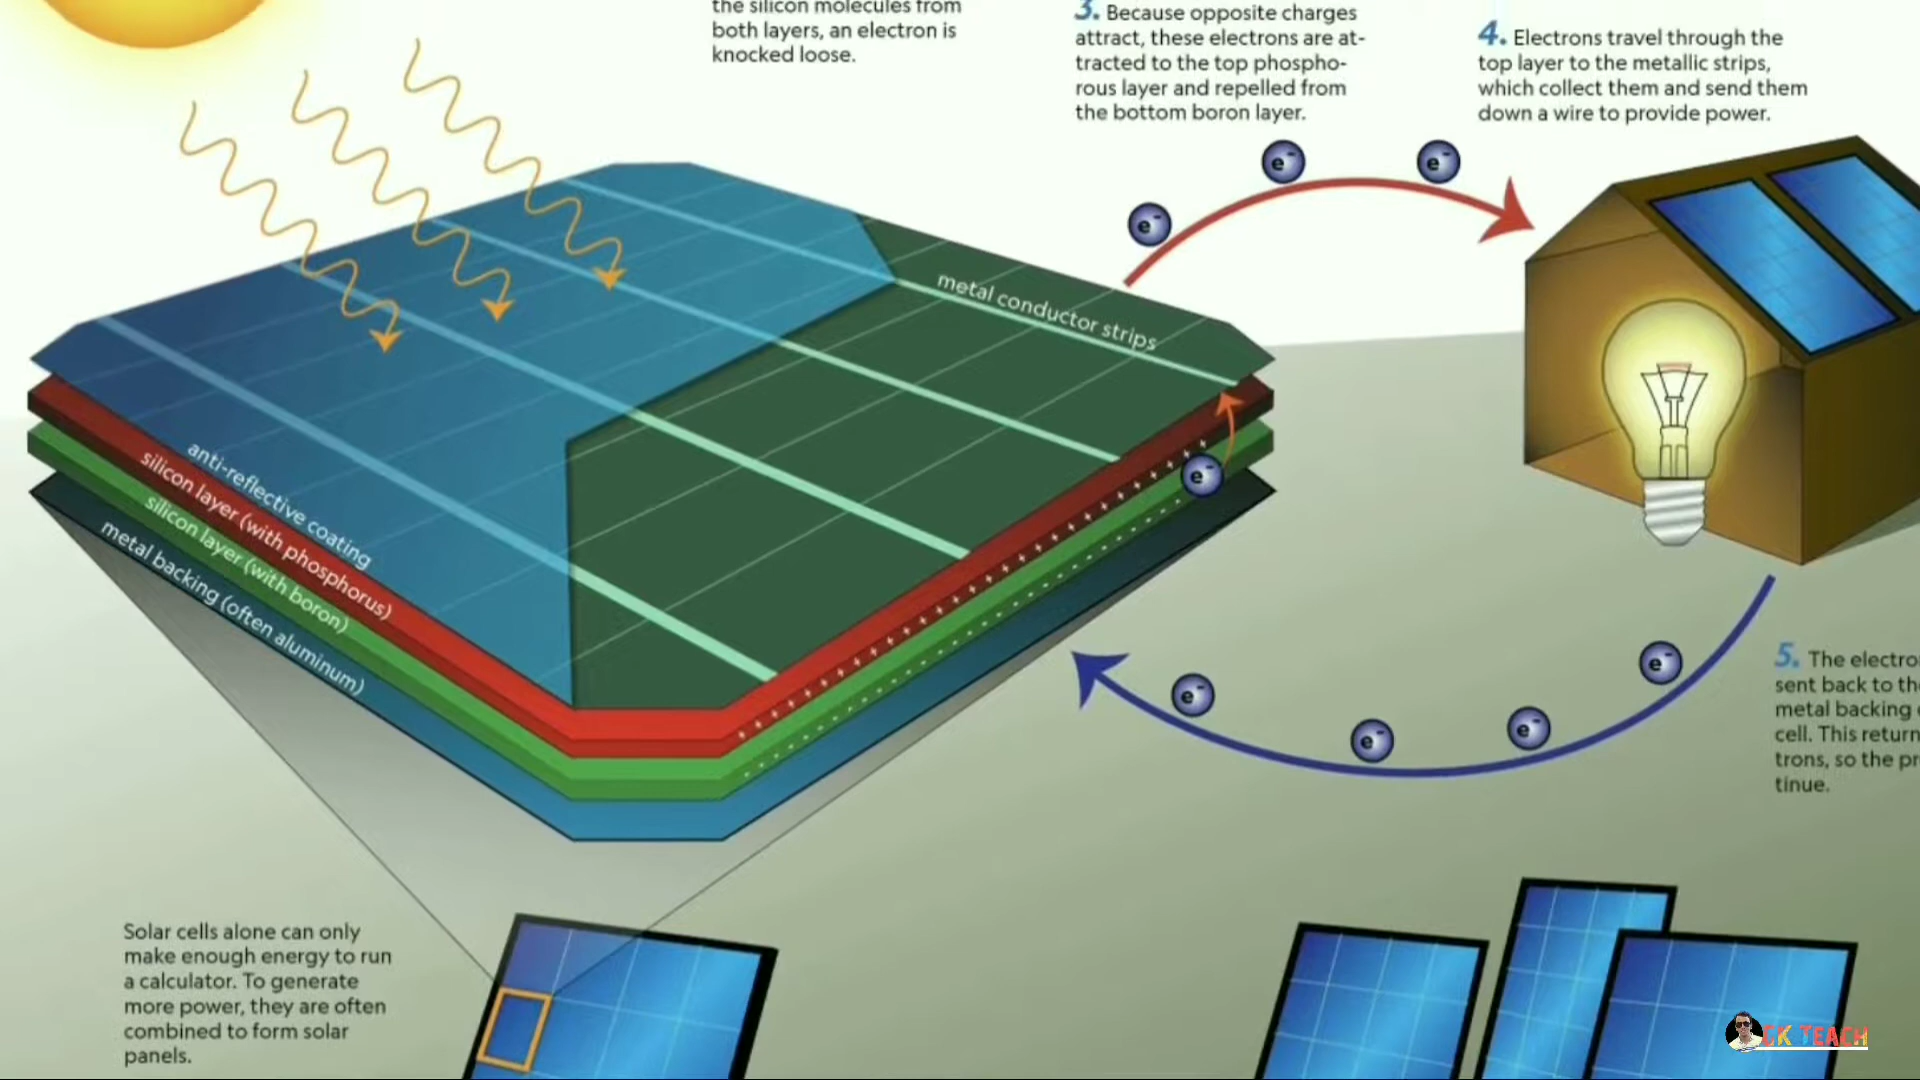 the silicon molecules from
both layers, an electron is
knocked loose.
3. Because opposite charges
attract, these electrons are at-
tracted to the top phospho-
rous layer and repelled from
the bottom boron layer.
4. Electrons travel through the
top layer to the metallic strips,
which collect them and send them
down a wire to provide power.
e-
e-
e-
metal conductor strips
e-
anti-reflective coating
silicon layer (with phosphorus)
silicon layer (with boron)
metal backing (often aluminum)
e-
e-
e-
e-
5. The electro
sent back to the
metal backing
cell. This return
trons, so the pr
tinue.
Solar cells alone can only
make enough energy to run
a calculator. To generate
more power, they are often
combined to form solar
panels.
CK TEACH